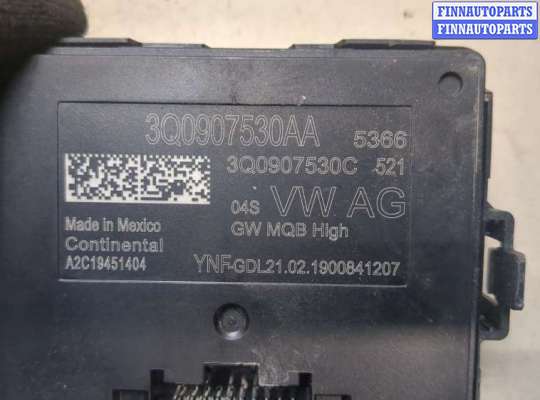 FINNAUTOPARTS
FINNAUTOPARTS
3Q0907530AA 5366
3Q0907530C 521
04S VW AG
Made in Mexico GW MQB High
Continental
A2C19451404 YNF-GDL21.02.1900841207